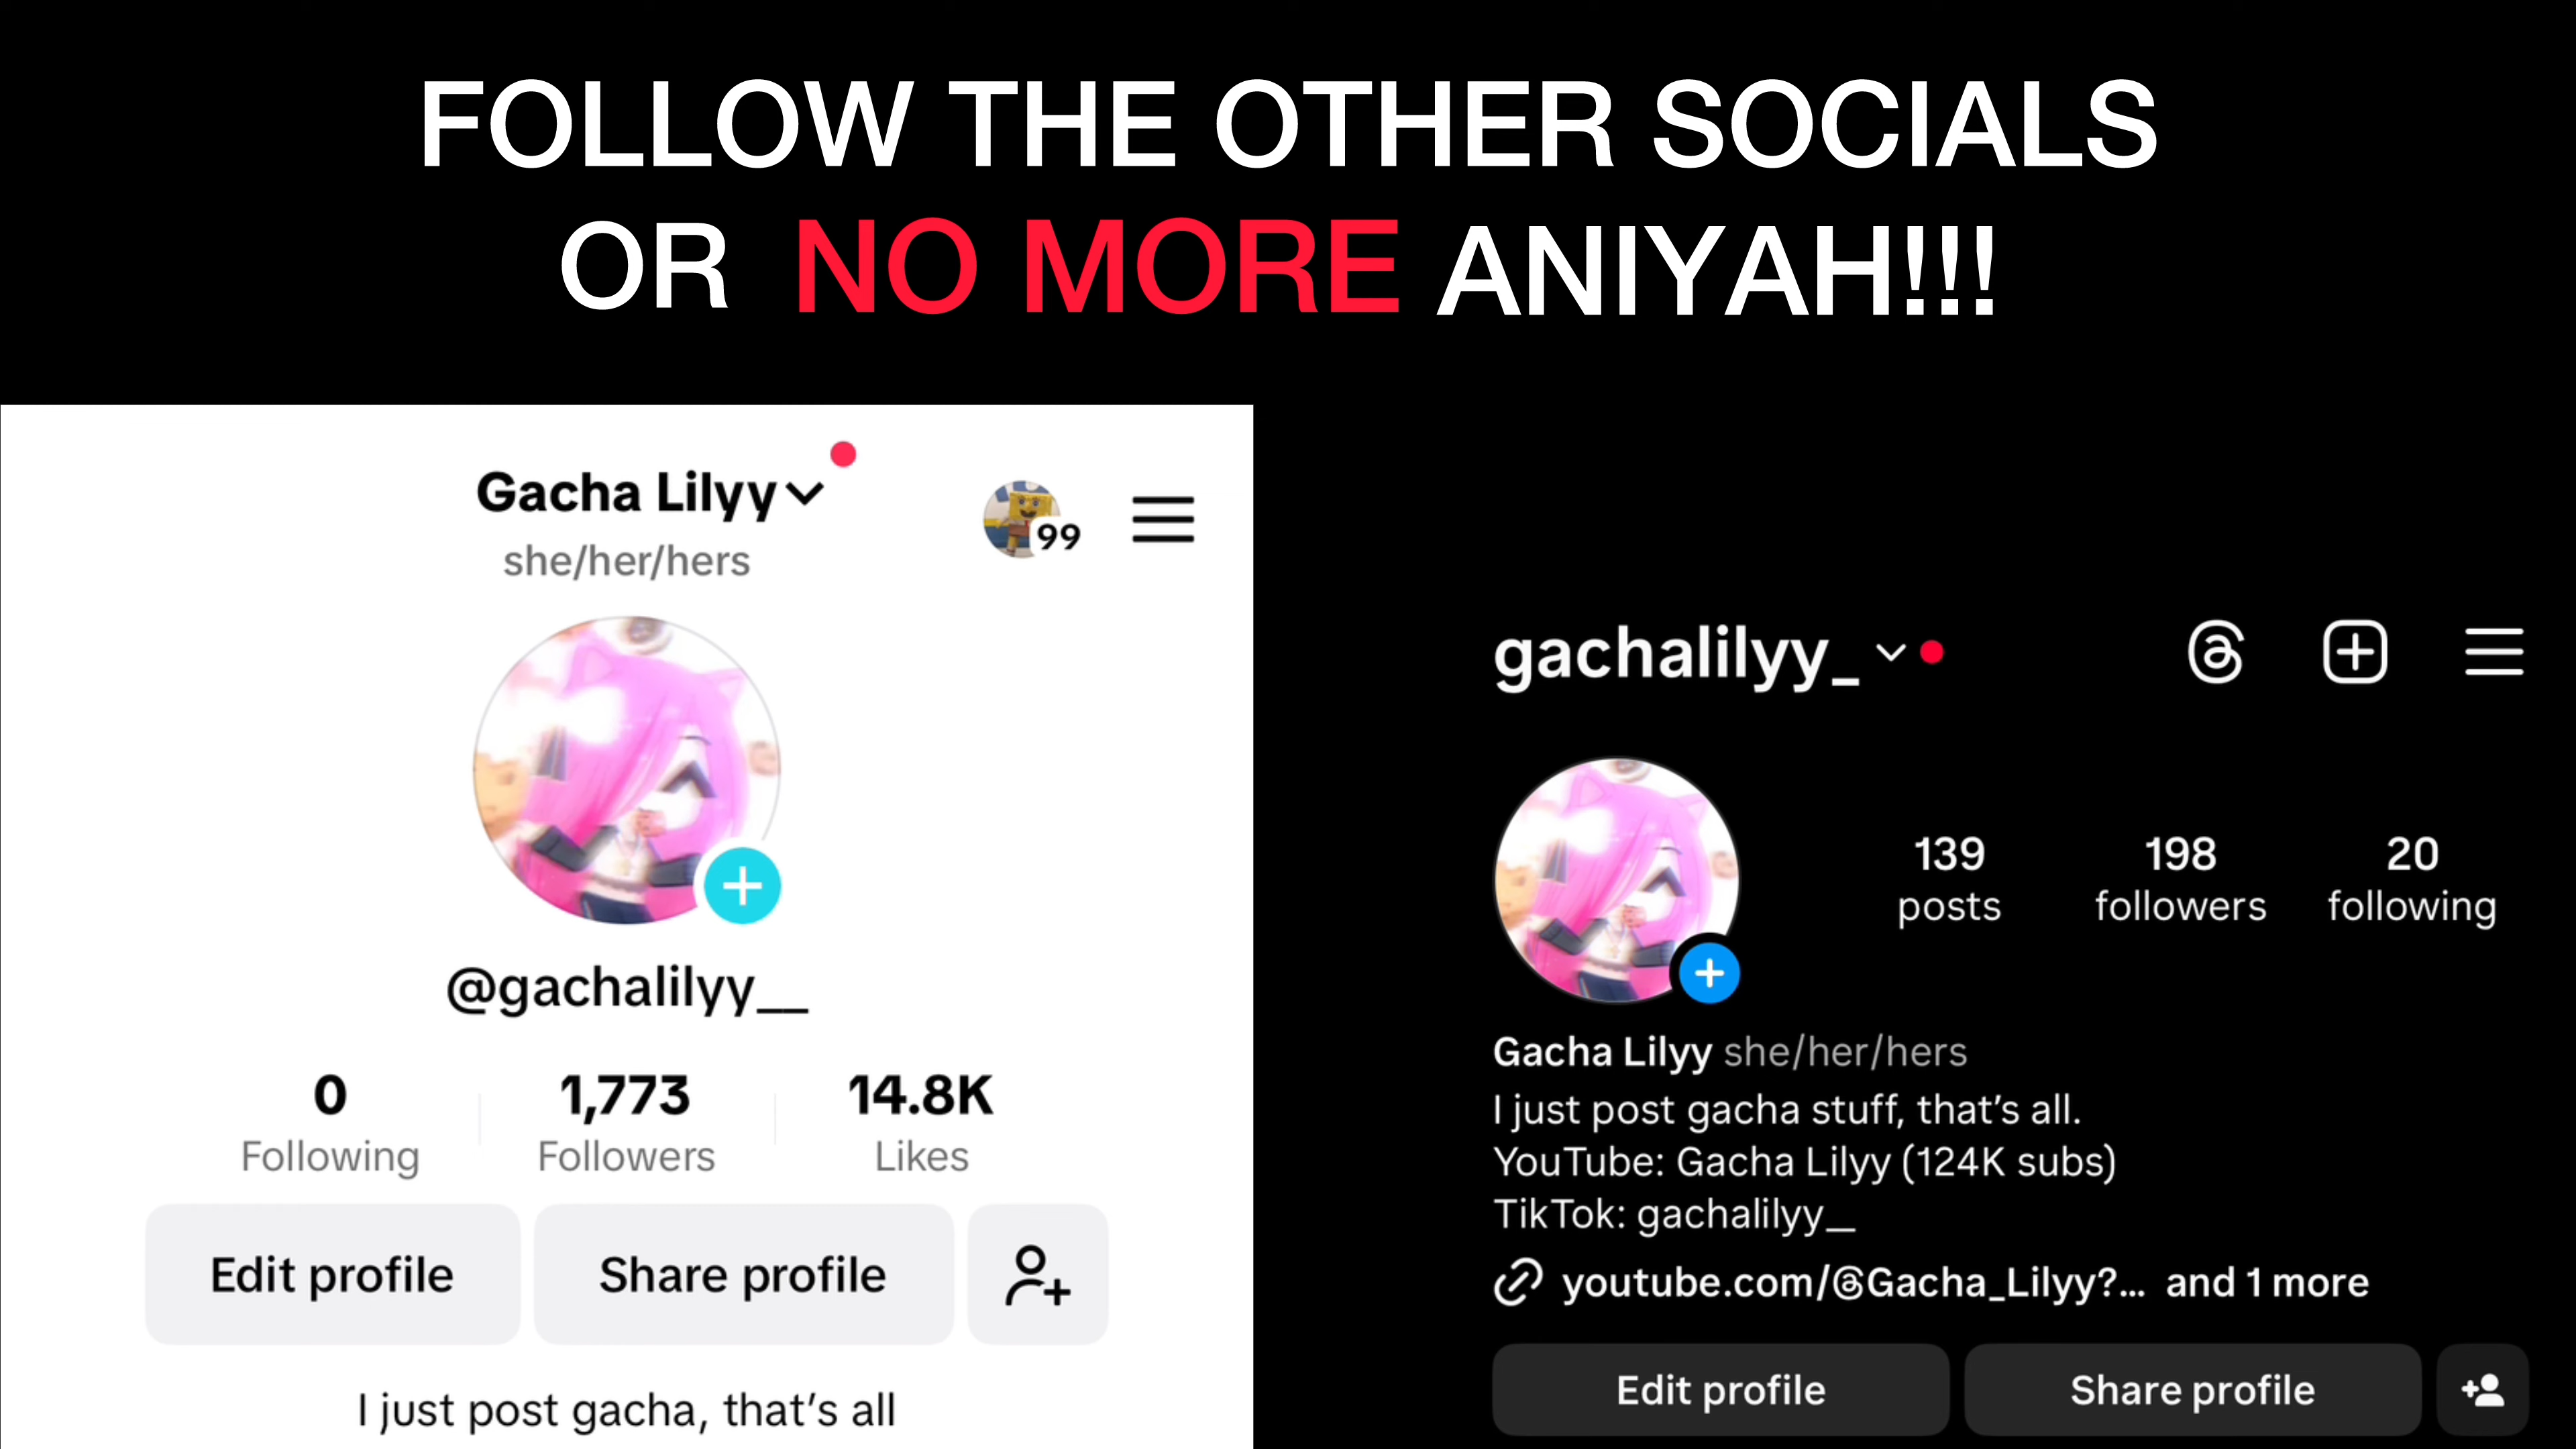 FOLLOW THE OTHER SOCIALS
OR NO MORE ANIYAH!!!
Gacha Lilyy
she/her/hers
99
@gachalilyy__
0 1,773 14.8K
Following Followers Likes
Edit profile Share profile
I just post gacha, that's all
gachalilyy_
139 198 20
posts followers following
Gacha Lilyy she/her/hers
I just post gacha stuff, that's all.
YouTube: Gacha Lilyy (124K subs)
TikTok: gachalilyy__
youtube.com/@Gacha_Lilyy?... and 1 more
Edit profile Share profile